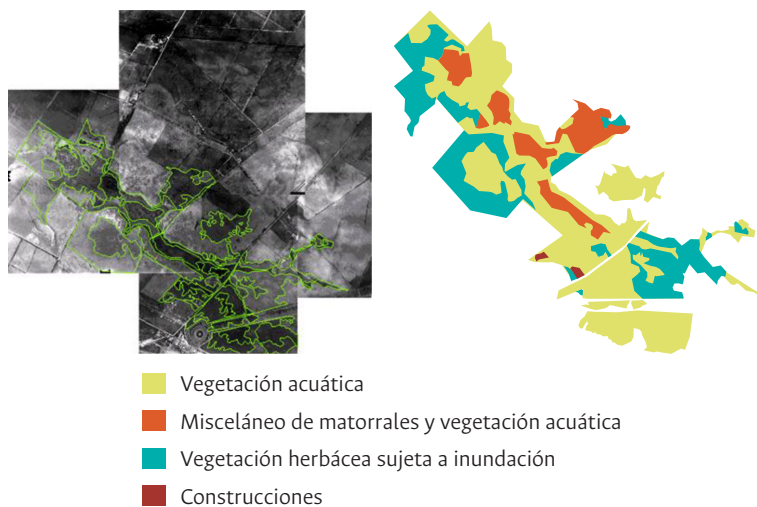 Vegetación acuática
Misceláneo de matorrales y vegetación acuática
Vegetación herbácea sujeta a inundación
Construcciones